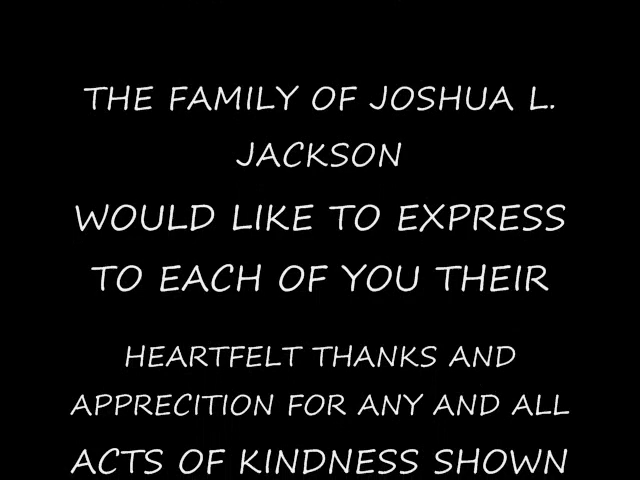 THE FAMILY OF JOSHUA L.
JACKSON
WOULD LIKE TO EXPRESS
TO EACH OF YOU THEIR
HEARTFELT THANKS AND
APPRECITION FOR ANY AND ALL
ACTS OF KINDNESS SHOWN